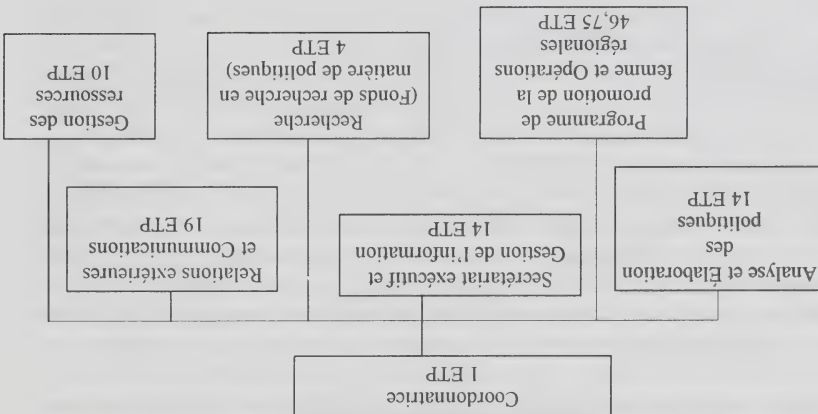 Coordonnatrice
1 ETP
Analyse et Élaboration
des
politiques
14 ETP
Secrétariat exécutif et
Gestion de l'information
14 ETP
Relations extérieures
et Communications
19 ETP
Programme de
promotion de la
femme et Opérations
régionales
46,75 ETP
Recherche
(Fonds de recherche en
matière de politiques)
4 ETP
Gestion des
ressources
10 ETP